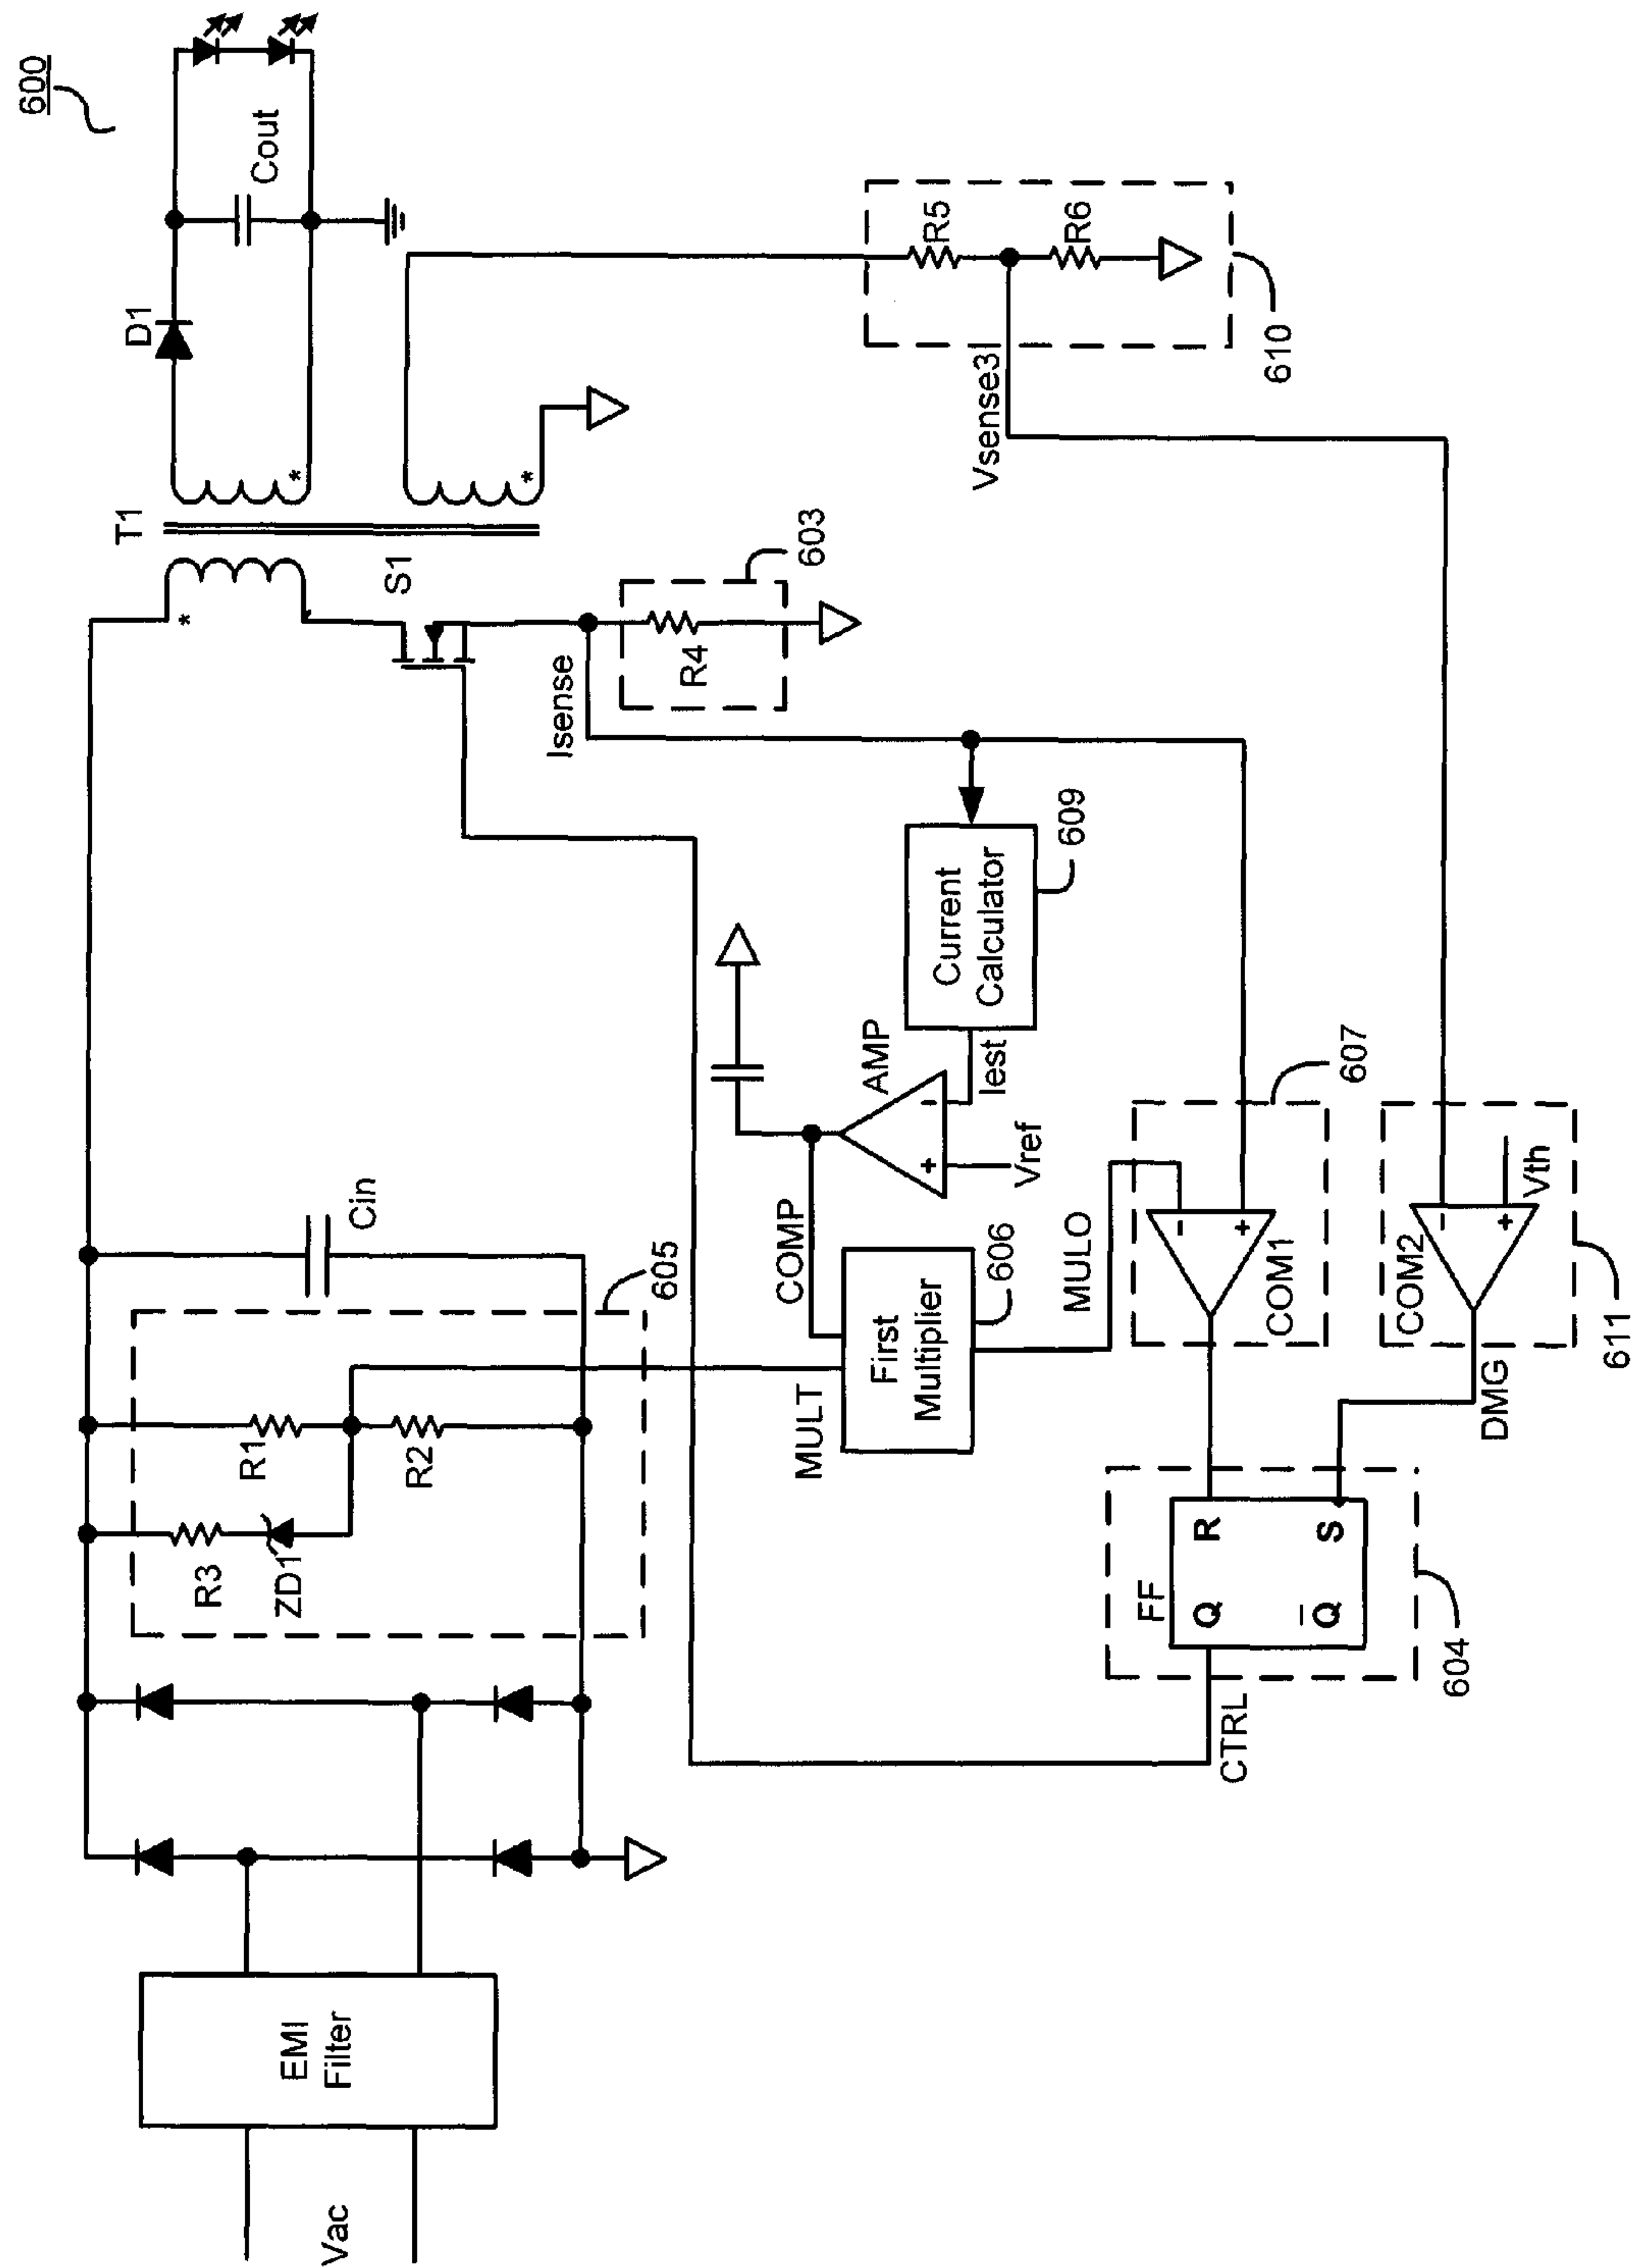 600
Vac
EMI
Filter
R3
ZD1
R1
R2
605
Cin
T1
*
*
*
D1
Cout
S1
Isense
R4
603
R5
R6
Vsense3
610
MULT
COMP
First
Multiplier
606
AMP
+
-
Vref
Iest
Current
Calculator
609
MULO
-
+
COM1
607
COM2
-
+
Vth
611
DMG
FF
Q
R
Q
S
604
CTRL